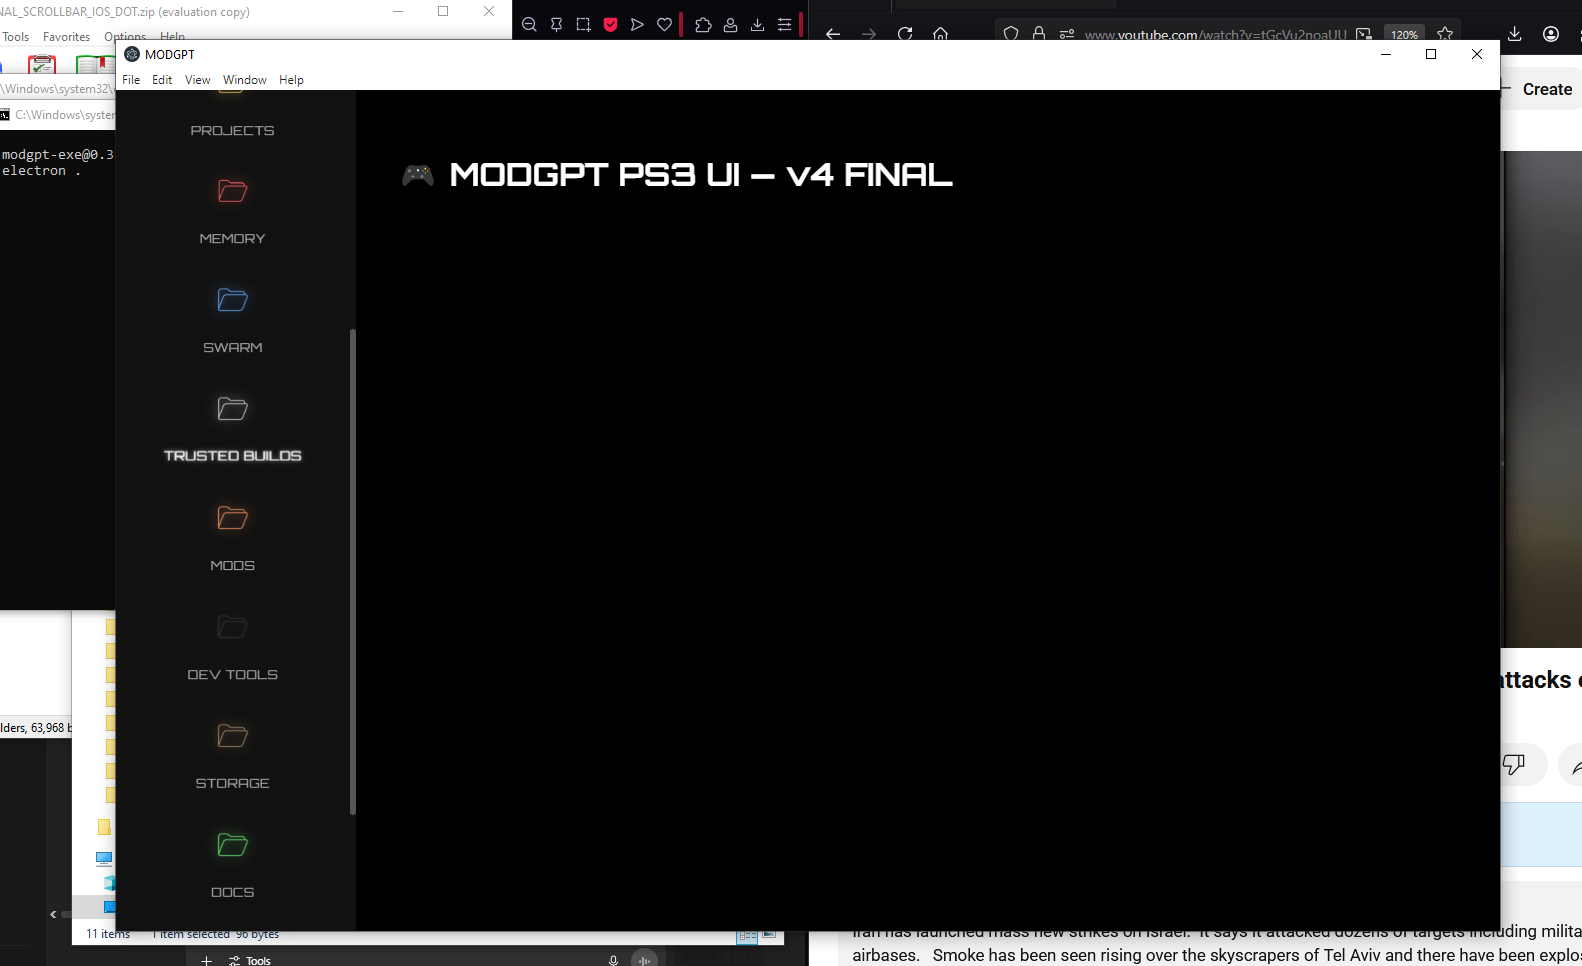 NAL_SCROLLBAR_IOS_DOT.zip (evaluation copy)
Tools Favorites Options Help
www.youtube.com/watch?v=tGcVu2noaUU
120%
MODGPT
File Edit View Window Help
\Windows\system32\
C:\Windows\syster
Create
modgpt-exe@0.3
electron .
PROJECTS
🎮 MODGPT PS3 UI – v4 FINAL
MEMORY
SWARM
TRUSTED BUILDS
MODS
DEV TOOLS
attacks
lders, 63,968 b
STORAGE
DOCS
11 items 1 item selected 96 bytes
Iran has launched mass new strikes on Israel. It says it attacked dozens of targets including milita
airbases. Smoke has been seen rising over the skyscrapers of Tel Aviv and there have been explo
Tools